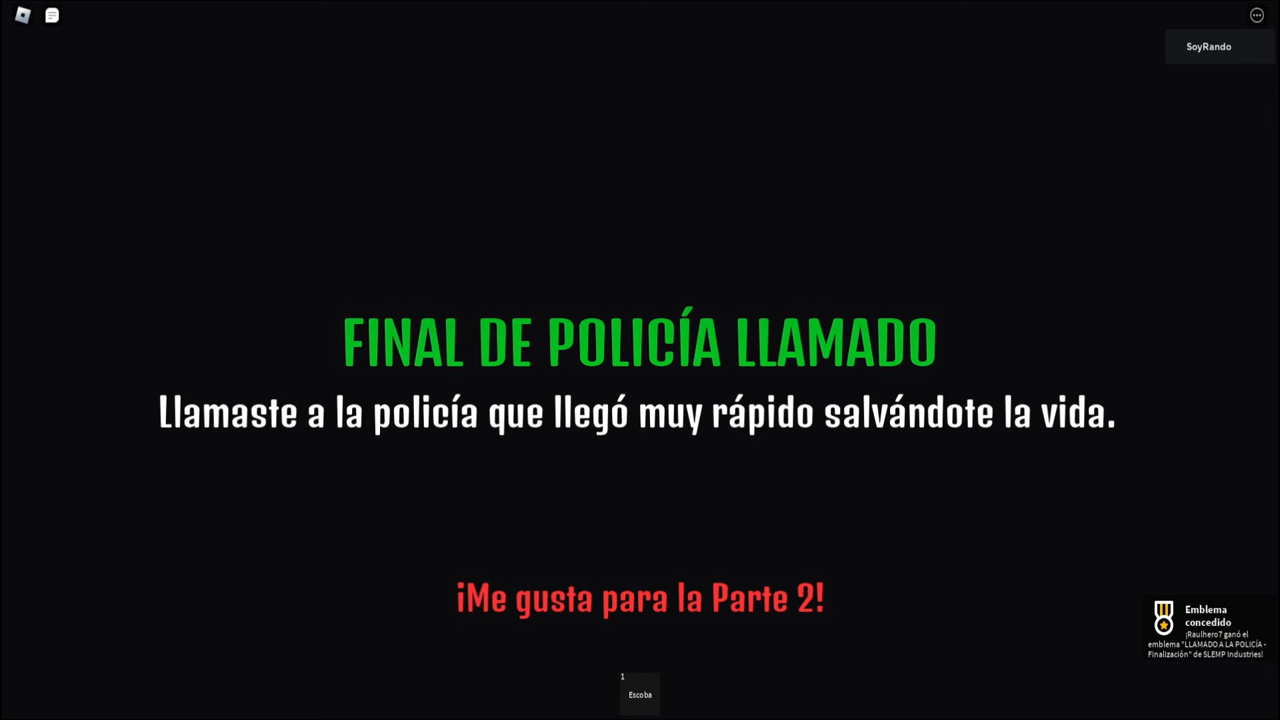 SoyRando
FINAL DE POLICÍA LLAMADO
Llamaste a la policía que llegó muy rápido salvándote la vida.
¡Me gusta para la Parte 2!
Emblema
concedido
¡Raulhero7 ganó el
emblema "LLAMADO A LA POLICÍA -
Finalización" de SLEMP Industries!
1
Escoba